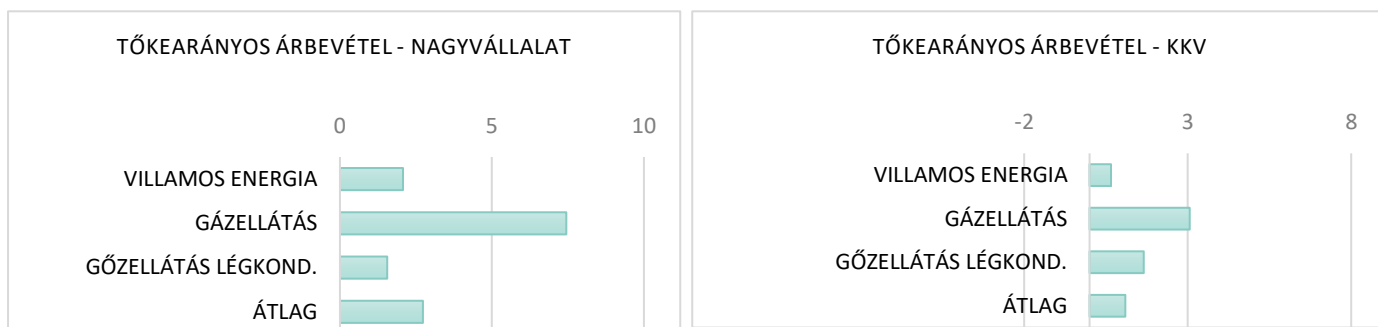 TŐKEARÁNYOS ÁRBEVÉTEL - NAGYVÁLLALAT
0 5 10
VILLAMOS ENERGIA
GÁZELLÁTÁS
GŐZELLÁTÁS LÉGKOND.
ÁTLAG
TŐKEARÁNYOS ÁRBEVÉTEL - KKV
-2 3 8
VILLAMOS ENERGIA
GÁZELLÁTÁS
GŐZELLÁTÁS LÉGKOND.
ÁTLAG